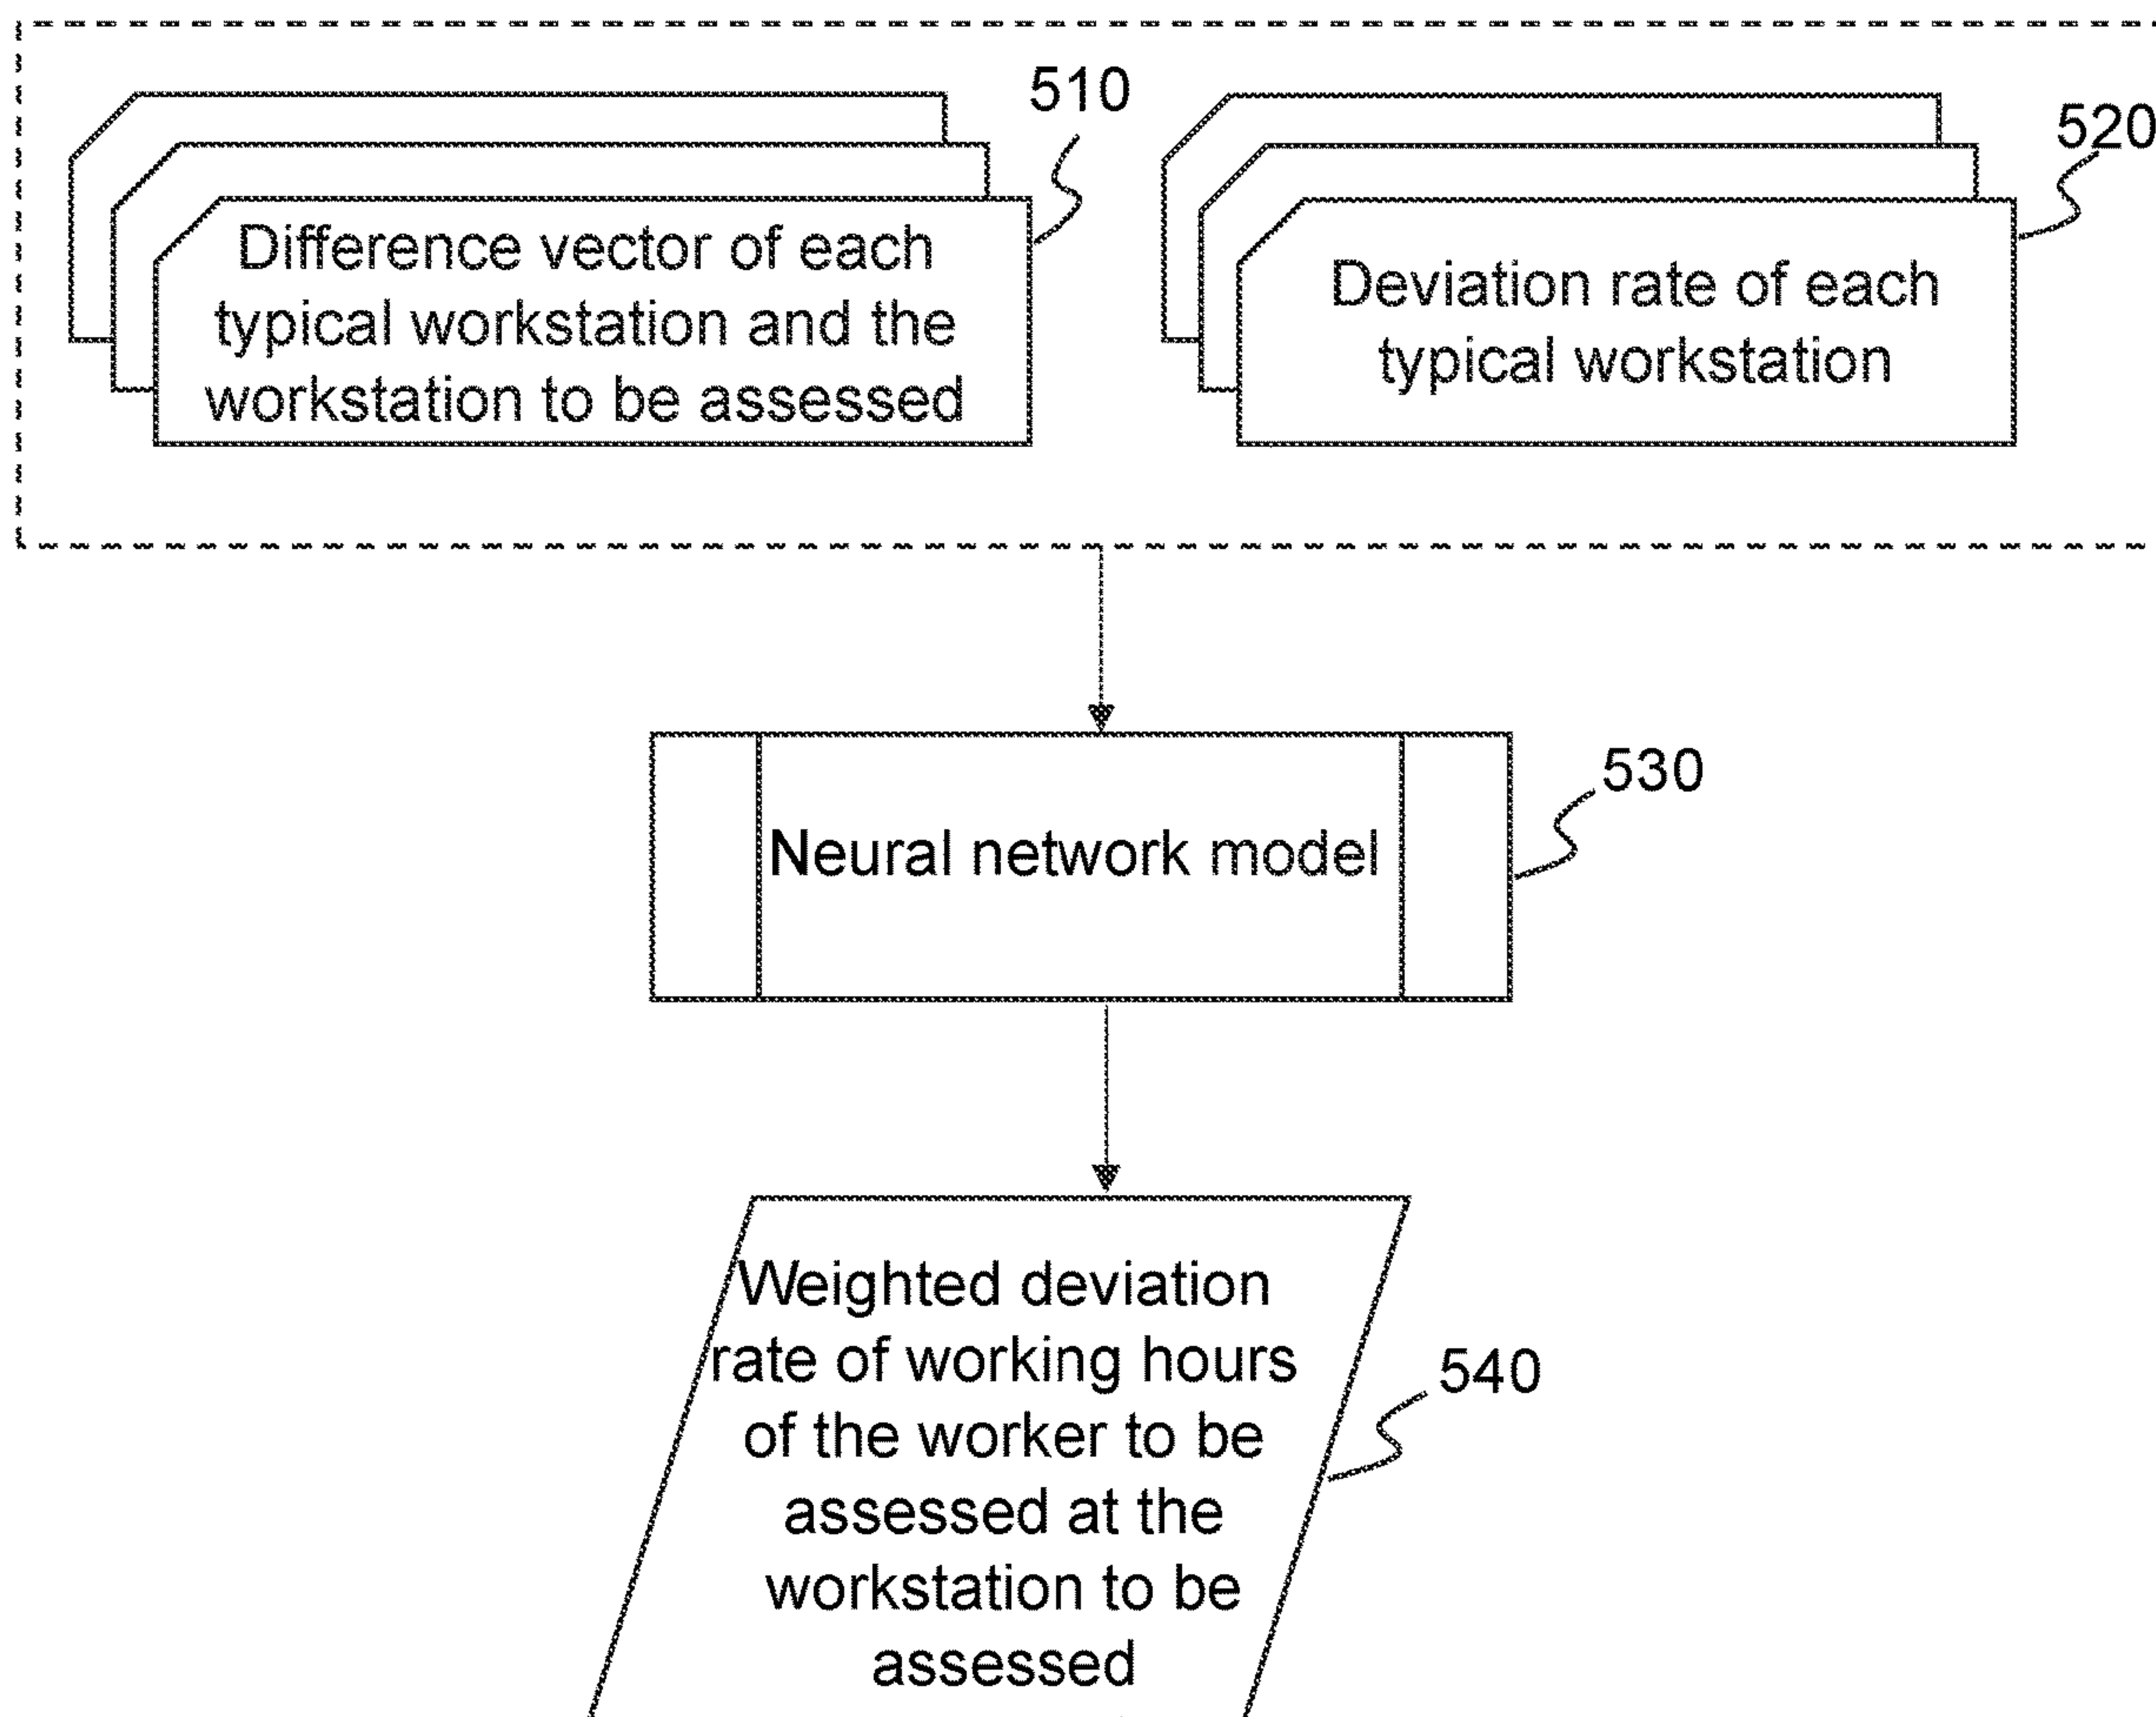 510
Difference vector of each
typical workstation and the
workstation to be assessed
520
Deviation rate of each
typical workstation
530
Neural network model
540
Weighted deviation
rate of working hours
of the worker to be
assessed at the
workstation to be
assessed